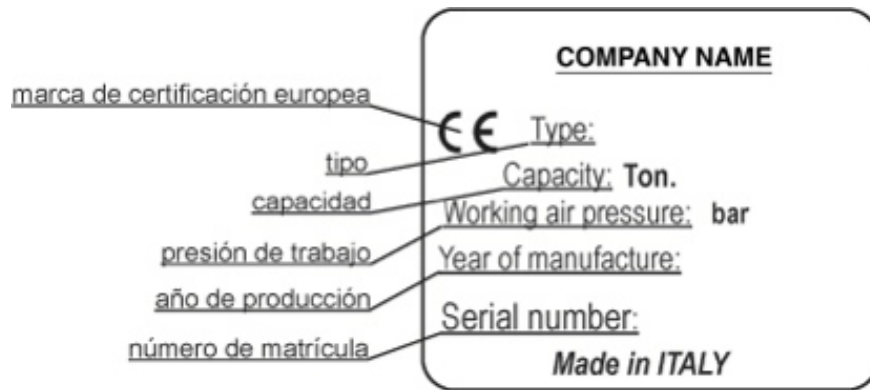 COMPANY NAME
marca de certificación europea
CE Type:
tipo
Capacity: Ton.
capacidad
Working air pressure: bar
presión de trabajo
Year of manufacture:
año de producción
Serial number:
número de matrícula
Made in ITALY